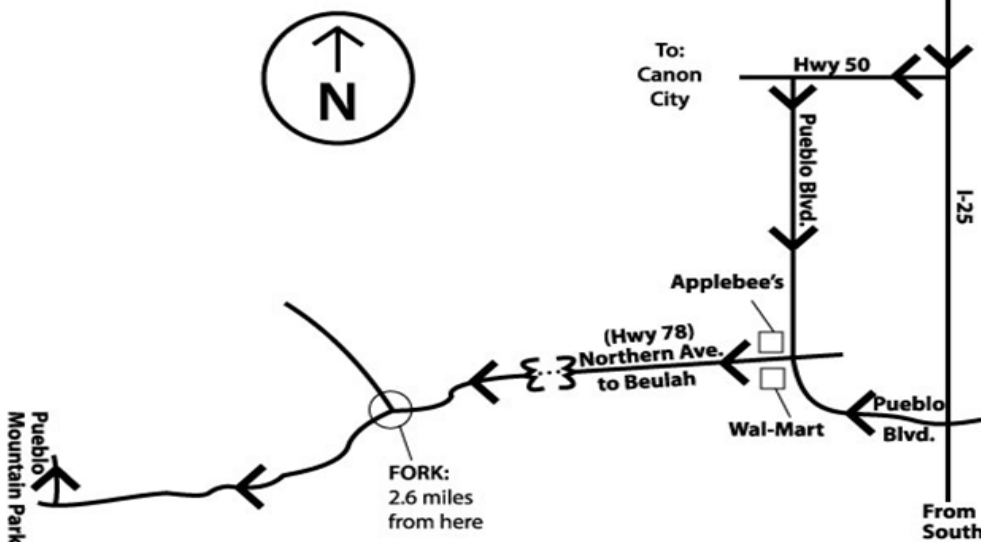 N
To:
Canon
City
Hwy 50
Pueblo Blvd.
I-25
Applebee's
(Hwy 78)
Northern Ave.
to Beulah
Wal-Mart
Pueblo
Blvd.
FORK:
2.6 miles
from here
Pueblo
Mountain Park
From
South